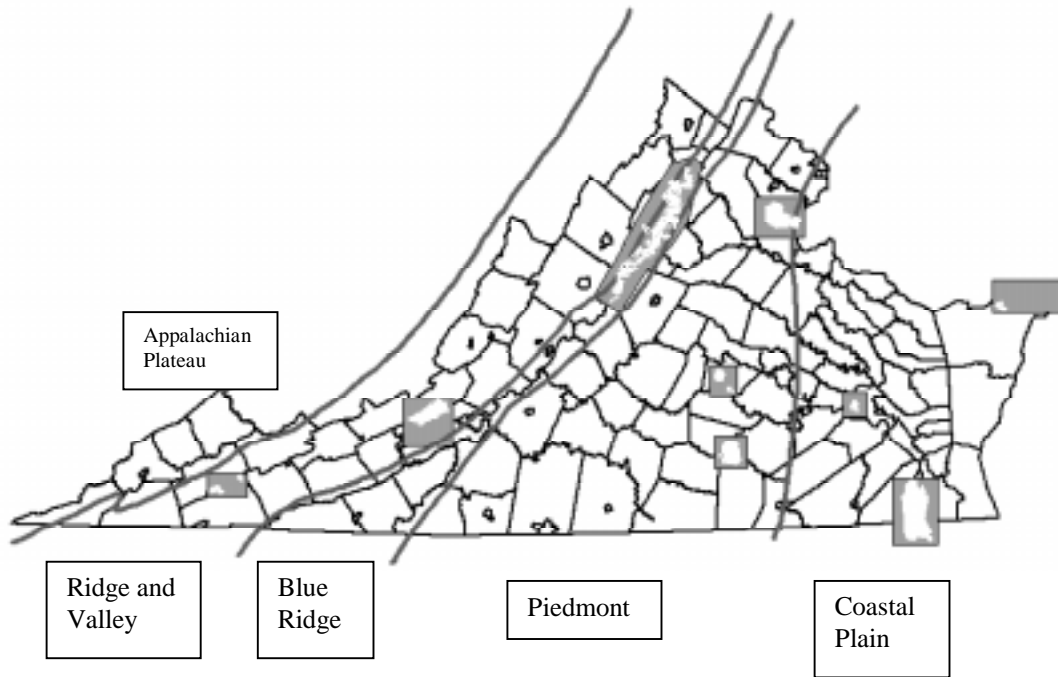 Appalachian
Plateau
Ridge and
Valley
Blue
Ridge
Piedmont
Coastal
Plain